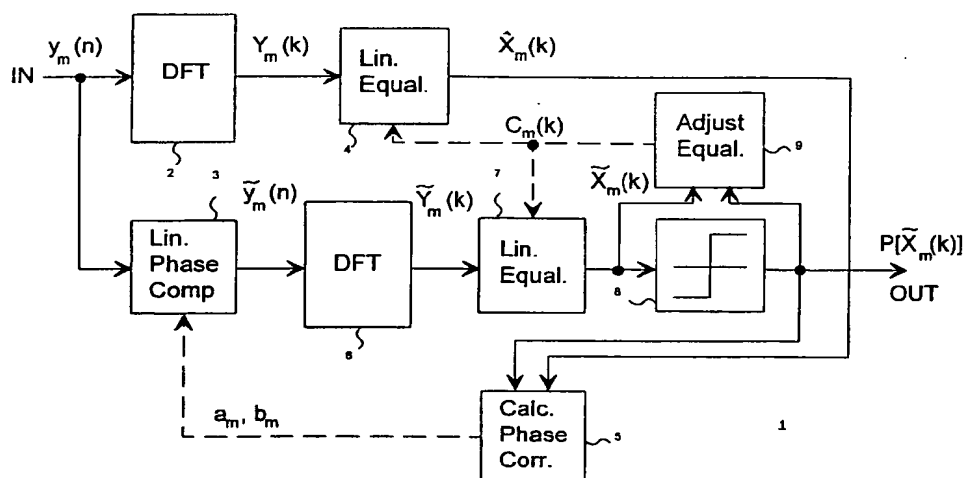 y_m(n)
Y_m(k)
X̂_m(k)
IN
DFT
Lin.
Equal.
C_m(k)
Adjust
Equal.
2
3
4
7
9
ỹ_m(n)
Ỹ_m(k)
X̃_m(k)
P[X̃_m(k)]
Lin.
Phase
Comp
DFT
Lin.
Equal.
8
OUT
6
a_m, b_m
Calc.
Phase
Corr.
5
1